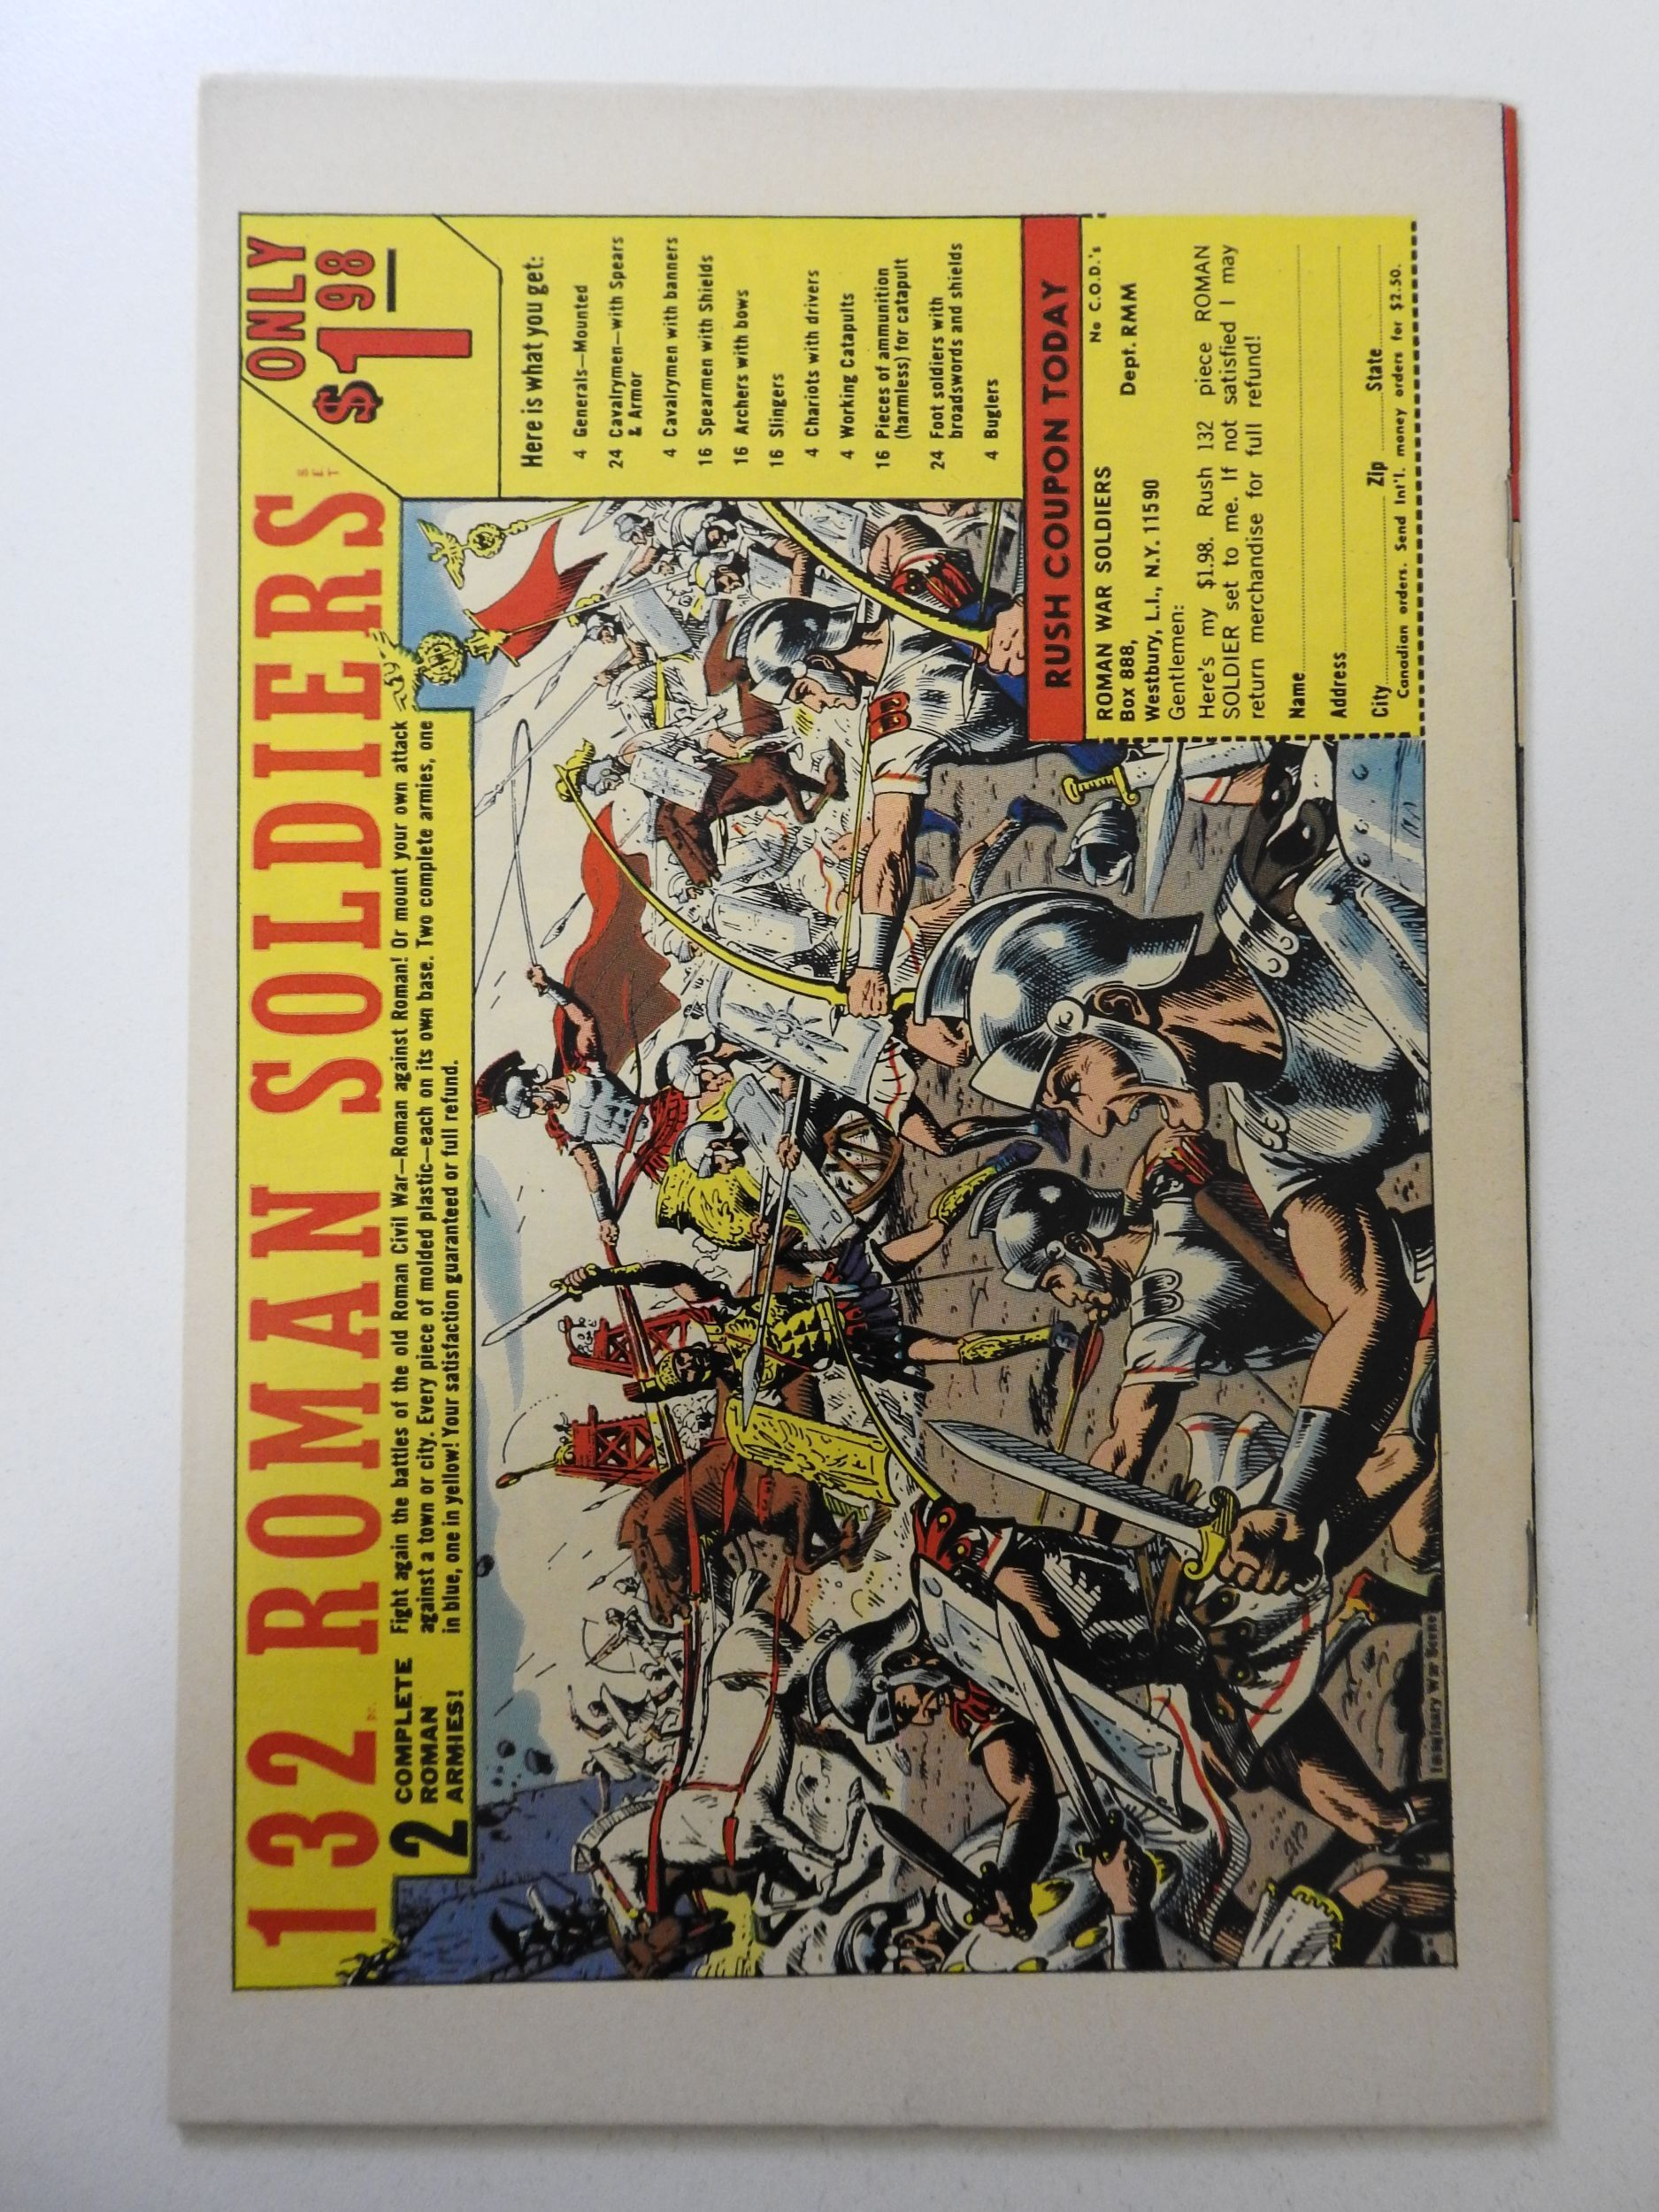 132 PC. ROMAN SOLDIERS SET
ONLY
$1 98
2 COMPLETE
ROMAN
ARMIES!
Fight again the battles of the old Roman Civil War—Roman against Roman! Or mount your own attack
against a town or city. Every piece of molded plastic—each on its own base. Two complete armies, one
in blue, one in yellow! Your satisfaction guaranteed or full refund.
Here is what you get:
4 Generals—Mounted
24 Cavalrymen—with Spears
& Armor
4 Cavalrymen with banners
16 Spearmen with Shields
16 Archers with bows
16 Slingers
4 Chariots with drivers
4 Working Catapults
16 Pieces of ammunition
(harmless) for catapult
24 Foot soldiers with
broadswords and shields
4 Buglers
RUSH COUPON TODAY
No C.O.D.'s
ROMAN WAR SOLDIERS
Box 888, Dept. RMM
Westbury, L.I., N.Y. 11590
Gentlemen:
Here's my $1.98. Rush 132 piece ROMAN
SOLDIER set to me. If not satisfied I may
return merchandise for full refund!
Name
Address
City Zip State
Canadian orders. Send Int'l. money orders for $2.50.
Imaginary War Scene